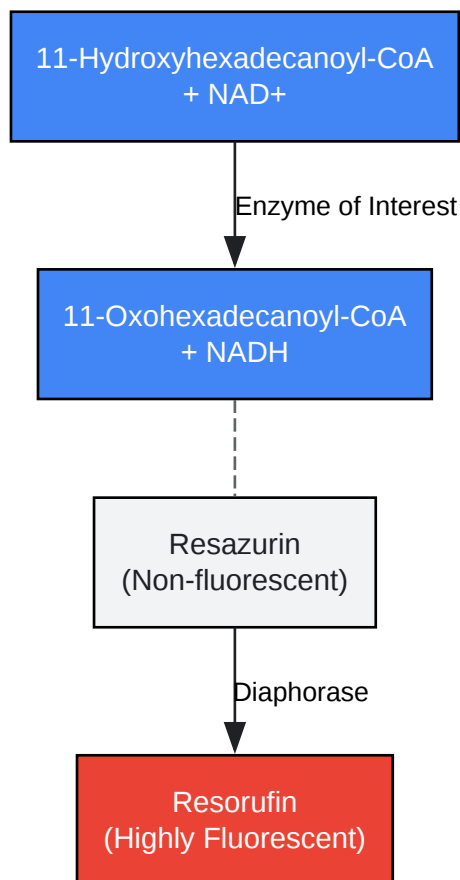 11-Hydroxyhexadecanoyl-CoA
+ NAD+
Enzyme of Interest
11-Oxohexadecanoyl-CoA
+ NADH
Resazurin
(Non-fluorescent)
Diaphorase
Resorufin
(Highly Fluorescent)